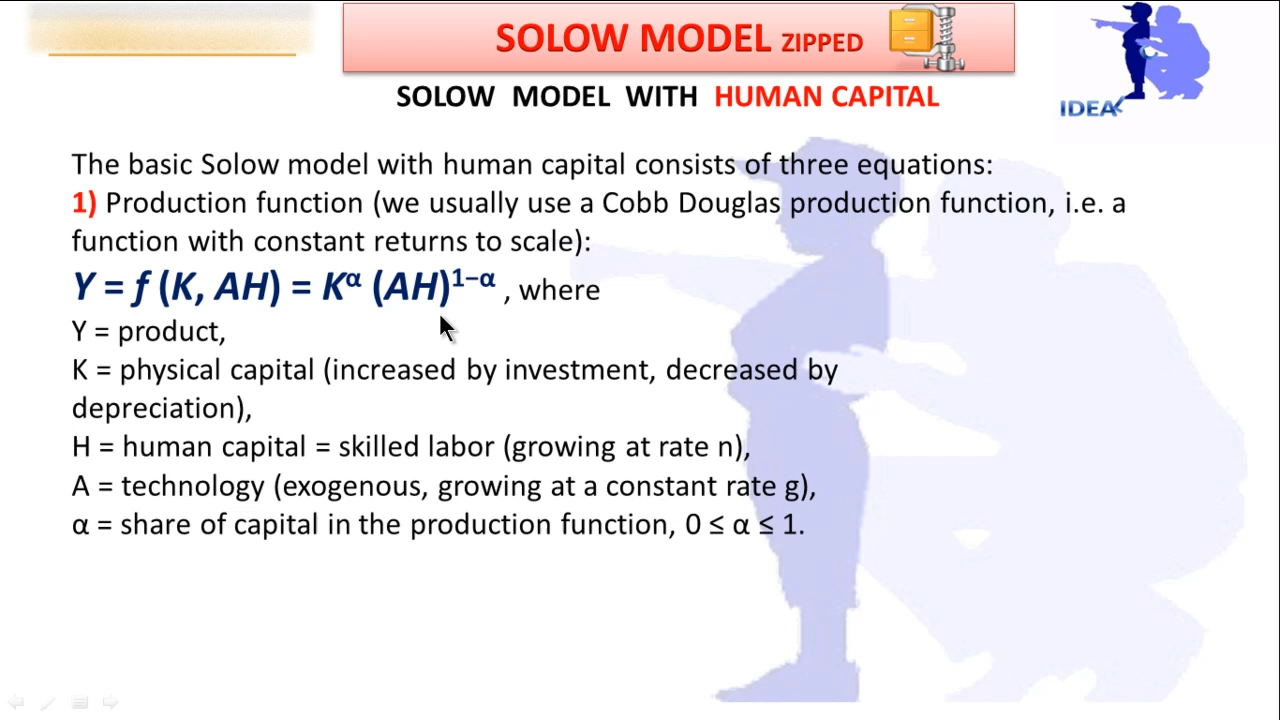 SOLOW MODEL ZIPPED
SOLOW MODEL WITH HUMAN CAPITAL
IDEA
The basic Solow model with human capital consists of three equations:
1) Production function (we usually use a Cobb Douglas production function, i.e. a
function with constant returns to scale):
Y = f (K, AH) = Kᵅ (AH)¹⁻ᵅ , where
Y = product,
K = physical capital (increased by investment, decreased by
depreciation),
H = human capital = skilled labor (growing at rate n),
A = technology (exogenous, growing at a constant rate g),
α = share of capital in the production function, 0 ≤ α ≤ 1.